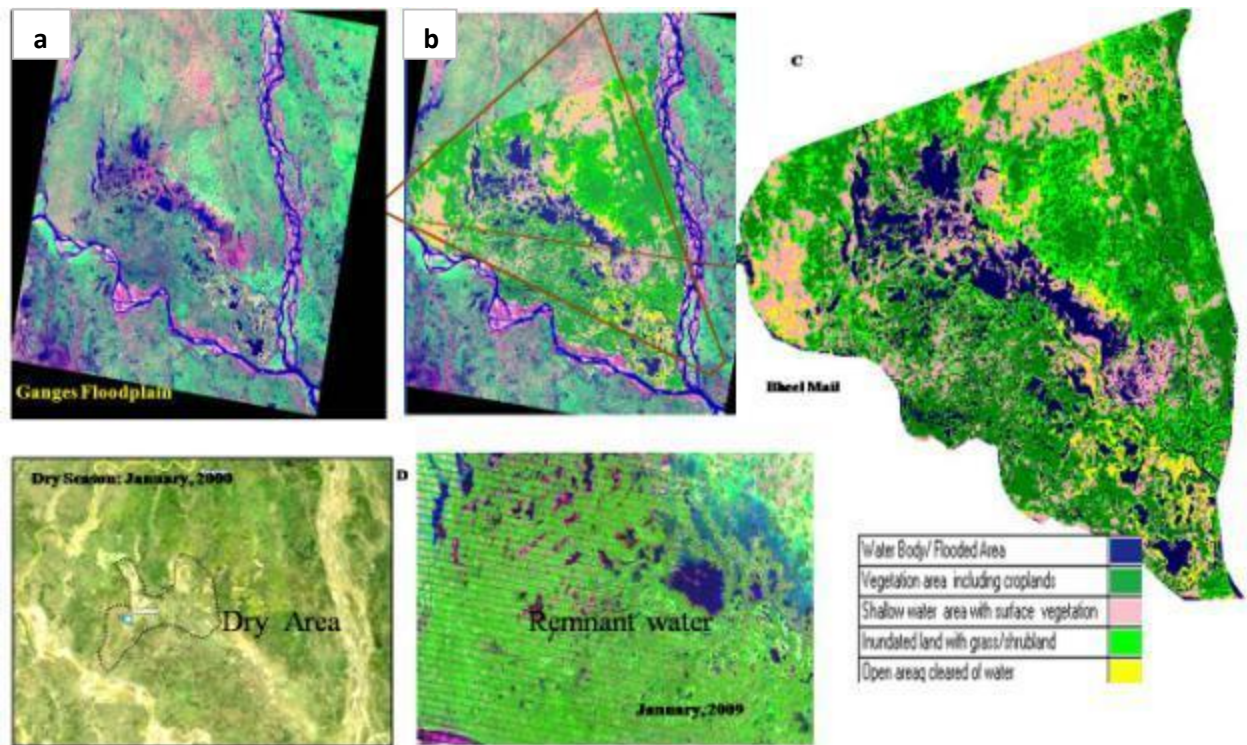 a
b
C
Ganges Floodplain
Bheel Mail
Dry Season: January, 2000
Dry Area
D
Remnant water
January, 2009
Water Body/ Flooded Area
Vegetation area including croplands
Shallow water area with surface vegetation
Inundated land with grass/shrubland
Open areaq cleared of water